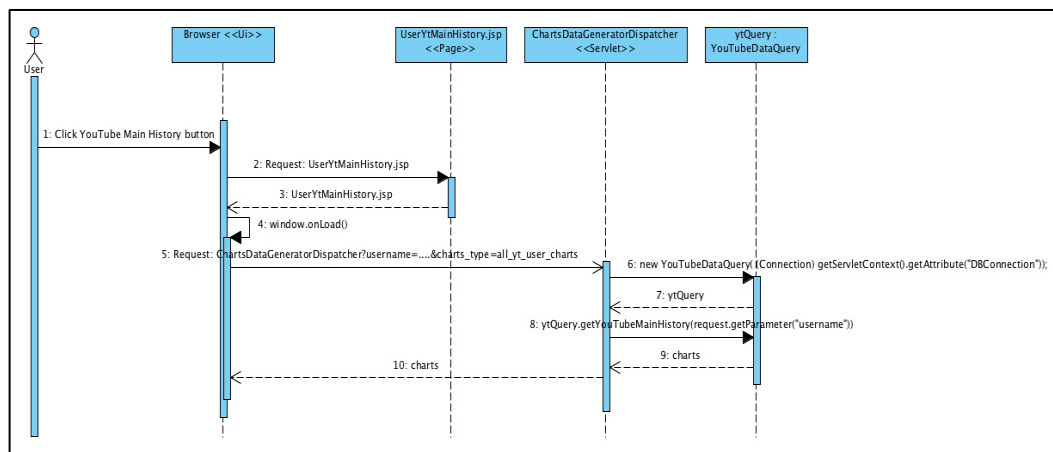 Browser <<Ui>>
UserYtMainHistory.jsp
<<Page>>
ChartsDataGeneratorDispatcher
<<Servlet>>
ytQuery :
YouTubeDataQuery
User
1: Click YouTube Main History button
2: Request: UserYtMainHistory.jsp
3: UserYtMainHistory.jsp
4: window.onLoad()
5: Request: ChartsDataGeneratorDispatcher?username=....&charts_type=all_yt_user_charts
6: new YouTubeDataQuery( (Connection) getServletContext().getAttribute("DBConnection"));
7: ytQuery
8: ytQuery.getYouTubeMainHistory(request.getParameter("username"))
9: charts
10: charts